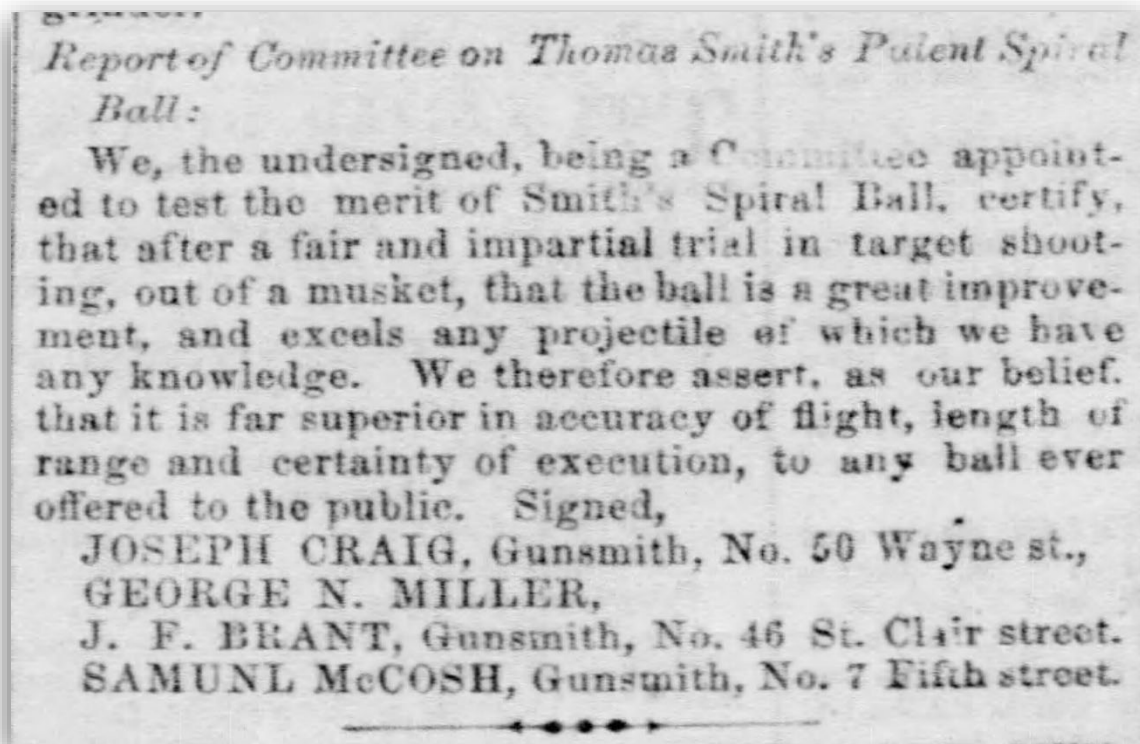 Report of Committee on Thomas Smith's Patent Spiral
Ball:
We, the undersigned, being a Committee appoint-
ed to test the merit of Smith's Spiral Ball, certify,
that after a fair and impartial trial in target shoot-
ing, out of a musket, that the ball is a great improve-
ment, and excels any projectile of which we have
any knowledge. We therefore assert, as our belief,
that it is far superior in accuracy of flight, length of
range and certainty of execution, to any ball ever
offered to the public. Signed,
JOSEPH CRAIG, Gunsmith, No. 50 Wayne st.,
GEORGE N. MILLER,
J. F. BRANT, Gunsmith, No. 46 St. Clair street.
SAMUNL McCOSH, Gunsmith, No. 7 Fifth street.